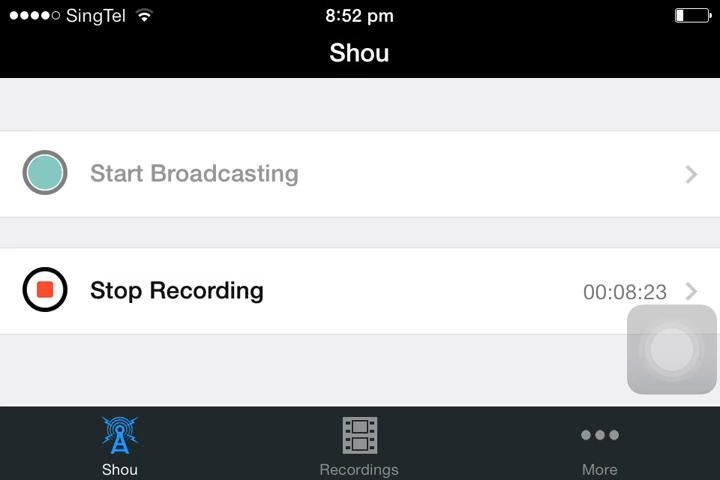 SingTel 8:52 pm
Shou
Start Broadcasting
Stop Recording 00:08:23
Shou Recordings More